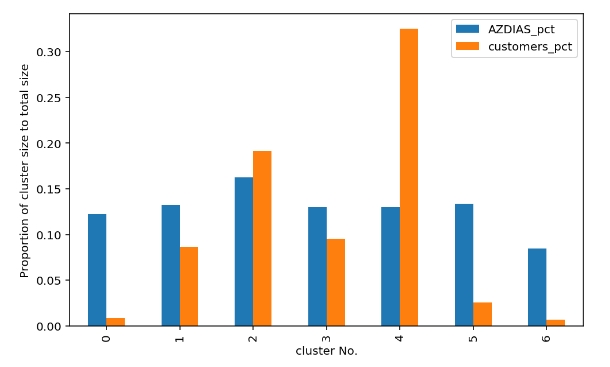 AZDIAS_pct
customers_pct
Proportion of cluster size to total size
0.30
0.25
0.20
0.15
0.10
0.05
0.00
0 1 2 3 4 5 6
cluster No.